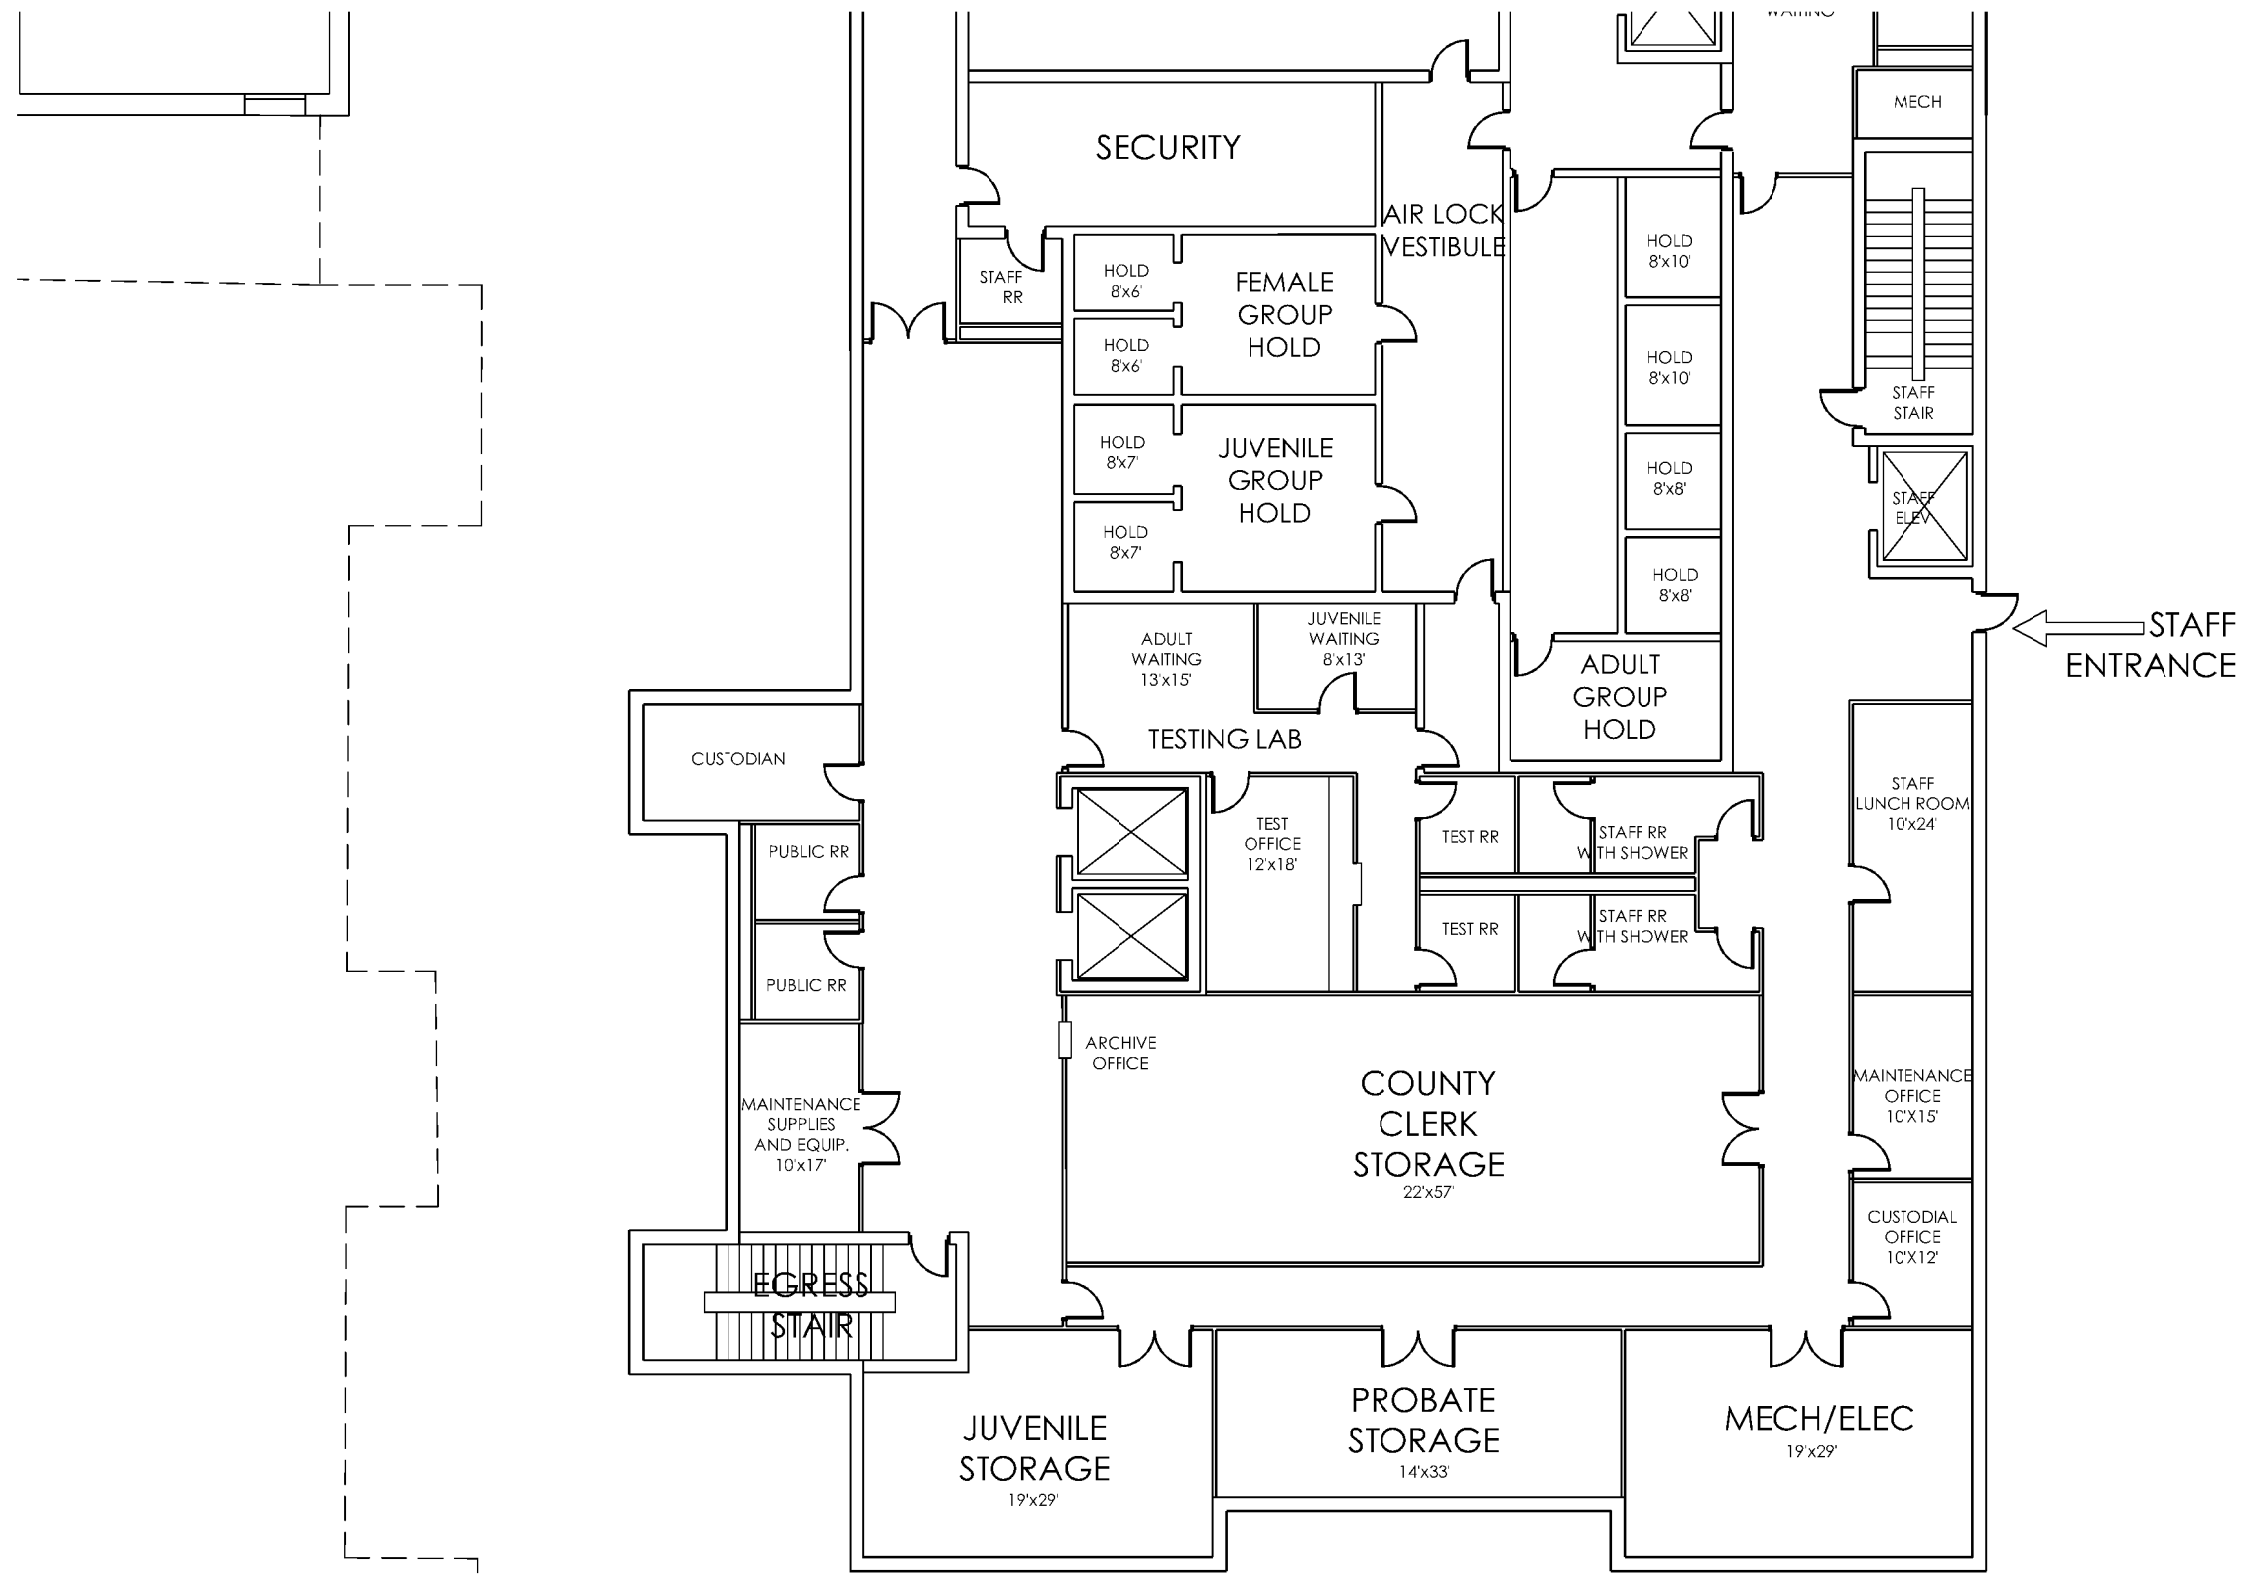 WAITING
MECH
SECURITY
AIR LOCK
VESTIBULE
HOLD
8'x10'
STAFF
RR
HOLD
8'x6'
FEMALE
GROUP
HOLD
HOLD
8'x6'
HOLD
8'x10'
STAFF
STAIR
HOLD
8'x7'
JUVENILE
GROUP
HOLD
HOLD
8'x8'
STAFF
ELEV
HOLD
8'x7'
HOLD
8'x8'
ADULT
WAITING
13'x15'
JUVENILE
WAITING
8'x13'
STAFF
ENTRANCE
ADULT
GROUP
HOLD
TESTING LAB
CUSTODIAN
STAFF
LUNCH ROOM
10'x24'
PUBLIC RR
TEST
OFFICE
12'x18'
TEST RR
STAFF RR
WITH SHOWER
TEST RR
STAFF RR
WITH SHOWER
PUBLIC RR
ARCHIVE
OFFICE
COUNTY
CLERK
STORAGE
22'x57'
MAINTENANCE
OFFICE
10'X15'
MAINTENANCE
SUPPLIES
AND EQUIP.
10'x17'
CUSTODIAL
OFFICE
10'X12'
EGRESS
STAIR
JUVENILE
STORAGE
19'x29'
PROBATE
STORAGE
14'x33'
MECH/ELEC
19'x29'